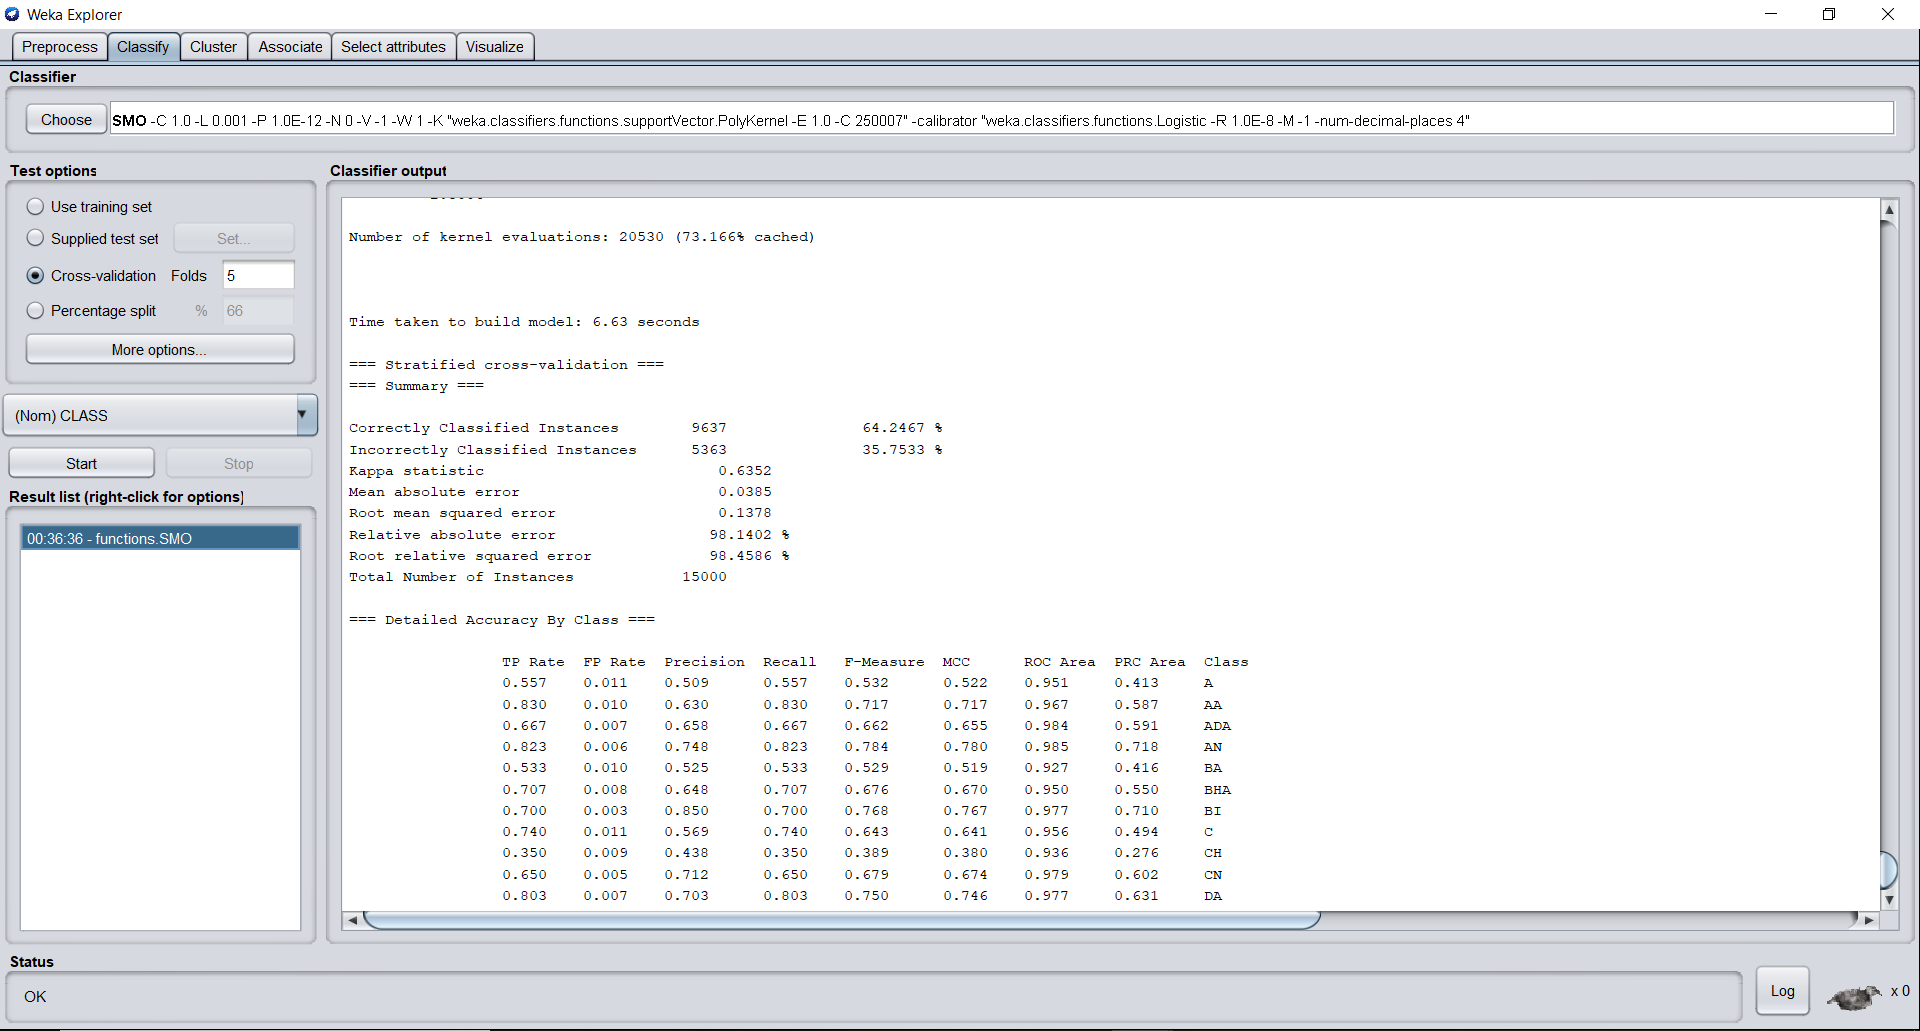 Weka Explorer
Preprocess Classify Cluster Associate Select attributes Visualize
Classifier
Choose SMO -C 1.0 -L 0.001 -P 1.0E-12 -N 0 -V -1 -W 1 -K "weka.classifiers.functions.supportVector.PolyKernel -E 1.0 -C 250007" -calibrator "weka.classifiers.functions.Logistic -R 1.0E-8 -M -1 -num-decimal-places 4"
Test options
Use training set
Supplied test set Set...
Cross-validation Folds 5
Percentage split % 66
More options...
(Nom) CLASS
Start Stop
Result list (right-click for options)
00:36:36 - functions.SMO
Classifier output
Number of kernel evaluations: 20530 (73.166% cached)
Time taken to build model: 6.63 seconds
=== Stratified cross-validation ===
=== Summary ===
Correctly Classified Instances 9637 64.2467 %
Incorrectly Classified Instances 5363 35.7533 %
Kappa statistic 0.6352
Mean absolute error 0.0385
Root mean squared error 0.1378
Relative absolute error 98.1402 %
Root relative squared error 98.4586 %
Total Number of Instances 15000
=== Detailed Accuracy By Class ===
TP Rate FP Rate Precision Recall F-Measure MCC ROC Area PRC Area Class
0.557 0.011 0.509 0.557 0.532 0.522 0.951 0.413 A
0.830 0.010 0.630 0.830 0.717 0.717 0.967 0.587 AA
0.667 0.007 0.658 0.667 0.662 0.655 0.984 0.591 ADA
0.823 0.006 0.748 0.823 0.784 0.780 0.985 0.718 AN
0.533 0.010 0.525 0.533 0.529 0.519 0.927 0.416 BA
0.707 0.008 0.648 0.707 0.676 0.670 0.950 0.550 BHA
0.700 0.003 0.850 0.700 0.768 0.767 0.977 0.710 BI
0.740 0.011 0.569 0.740 0.643 0.641 0.956 0.494 C
0.350 0.009 0.438 0.350 0.389 0.380 0.936 0.276 CH
0.650 0.005 0.712 0.650 0.679 0.674 0.979 0.602 CN
0.803 0.007 0.703 0.803 0.750 0.746 0.977 0.631 DA
Status
OK
Log
x 0